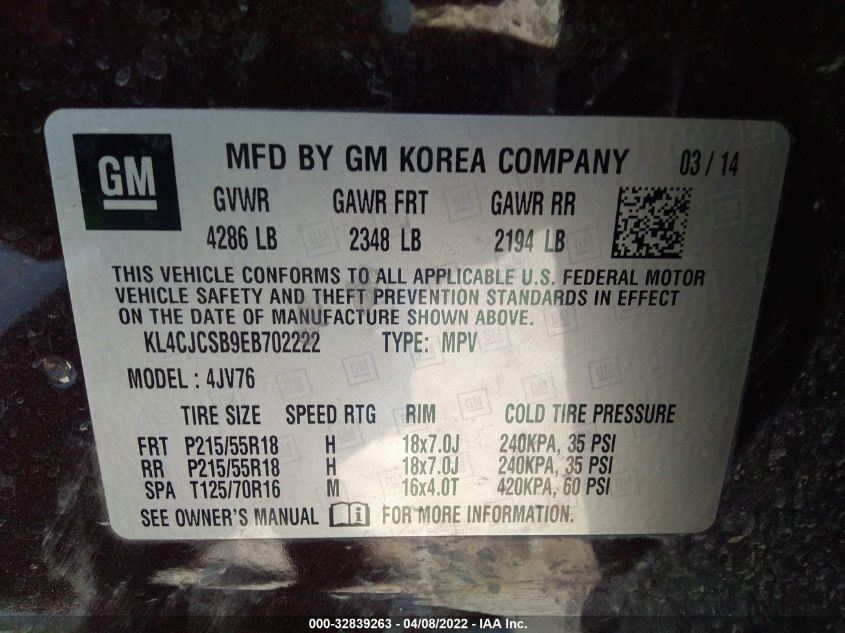 GM
MFD BY GM KOREA COMPANY 03 / 14
GVWR GAWR FRT GAWR RR
4286 LB 2348 LB 2194 LB
THIS VEHICLE CONFORMS TO ALL APPLICABLE U.S. FEDERAL MOTOR
VEHICLE SAFETY AND THEFT PREVENTION STANDARDS IN EFFECT
ON THE DATE OF MANUFACTURE SHOWN ABOVE.
KL4CJCSB9EB702222 TYPE: MPV
MODEL : 4JV76
TIRE SIZE SPEED RTG RIM COLD TIRE PRESSURE
FRT P215/55R18 H 18x7.0J 240KPA, 35 PSI
RR P215/55R18 H 18x7.0J 240KPA, 35 PSI
SPA T125/70R16 M 16x4.0T 420KPA, 60 PSI
SEE OWNER'S MANUAL FOR MORE INFORMATION.
000-32839263 - 04/08/2022 - IAA Inc.